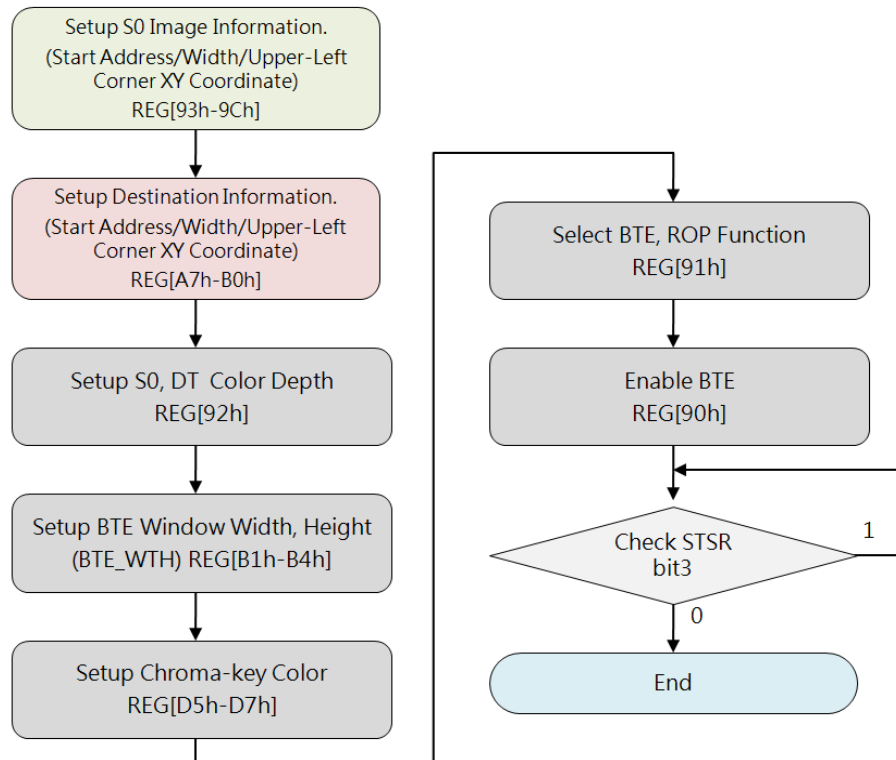 Setup S0 Image Information.
(Start Address/Width/Upper-Left
Corner XY Coordinate)
REG[93h-9Ch]
Setup Destination Information.
(Start Address/Width/Upper-Left
Corner XY Coordinate)
REG[A7h-B0h]
Setup S0, DT Color Depth
REG[92h]
Setup BTE Window Width, Height
(BTE_WTH) REG[B1h-B4h]
Setup Chroma-key Color
REG[D5h-D7h]
Select BTE, ROP Function
REG[91h]
Enable BTE
REG[90h]
Check STSR
bit3
1
0
End